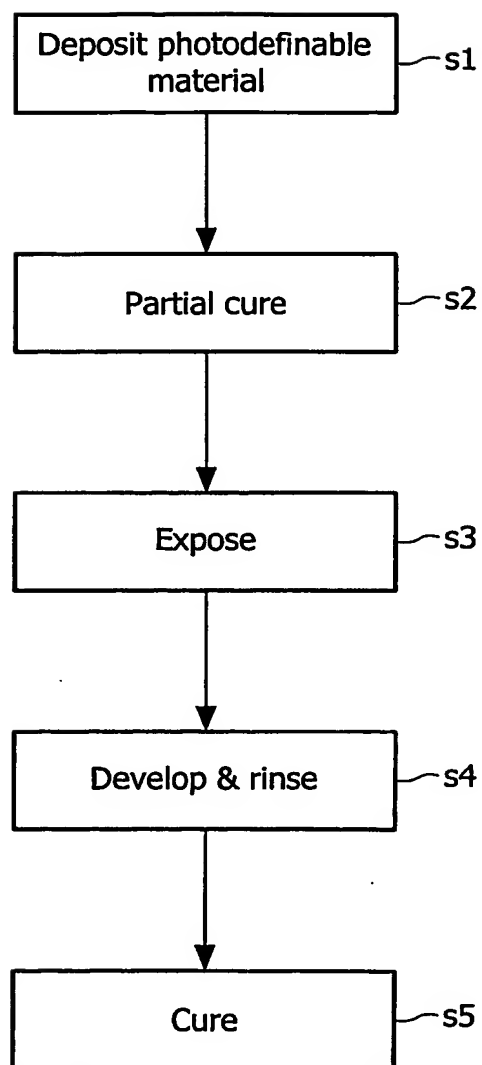 Deposit photodefinable
material
s1
Partial cure
s2
Expose
s3
Develop & rinse
s4
Cure
s5